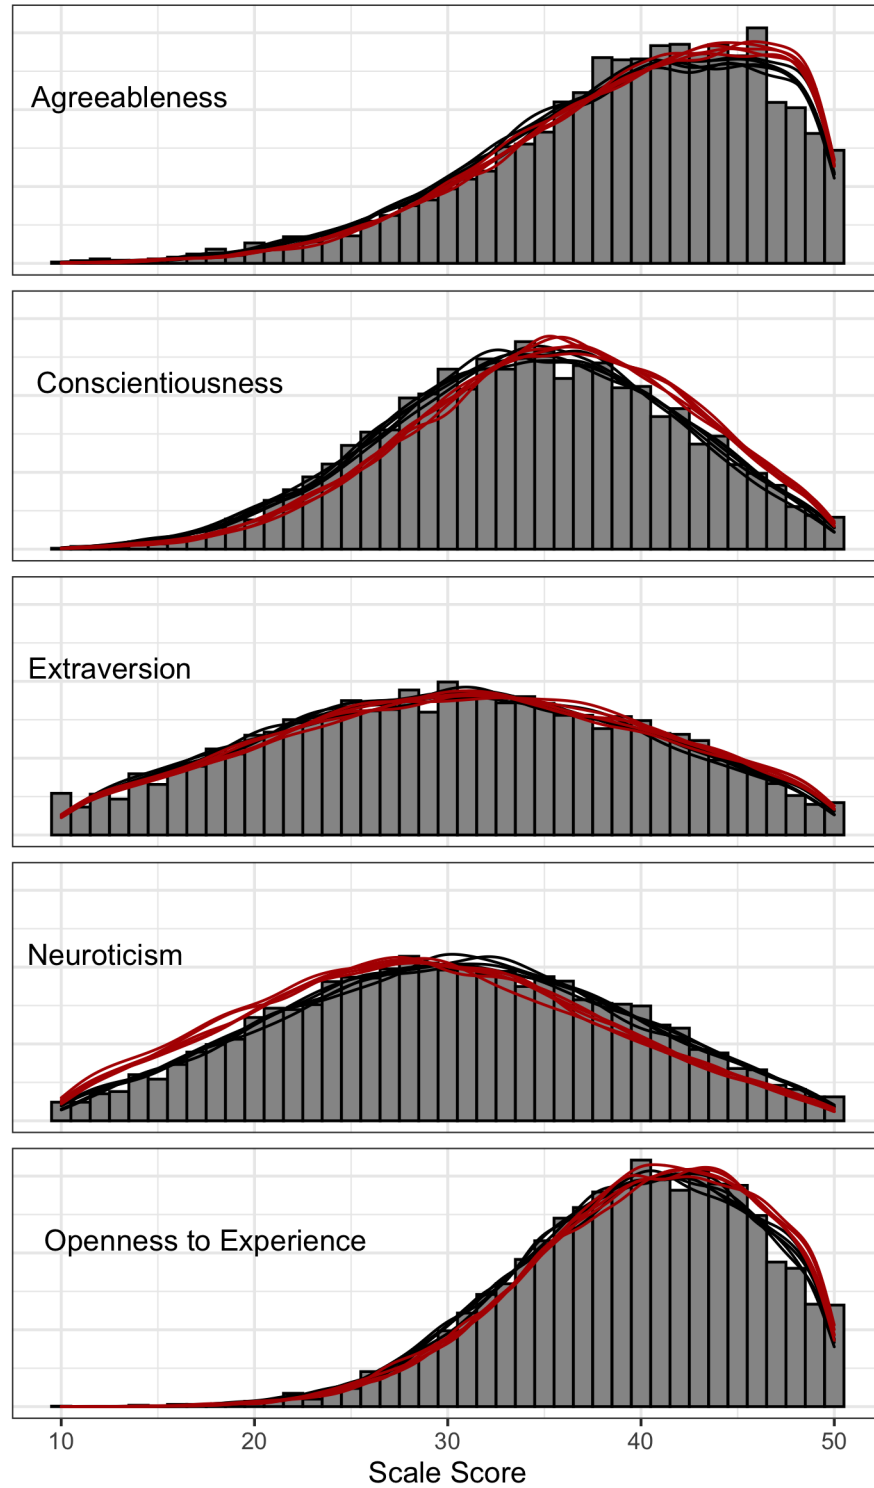 Agreeableness
Conscientiousness
Extraversion
Neuroticism
Openness to Experience
10 20 30 40 50
Scale Score